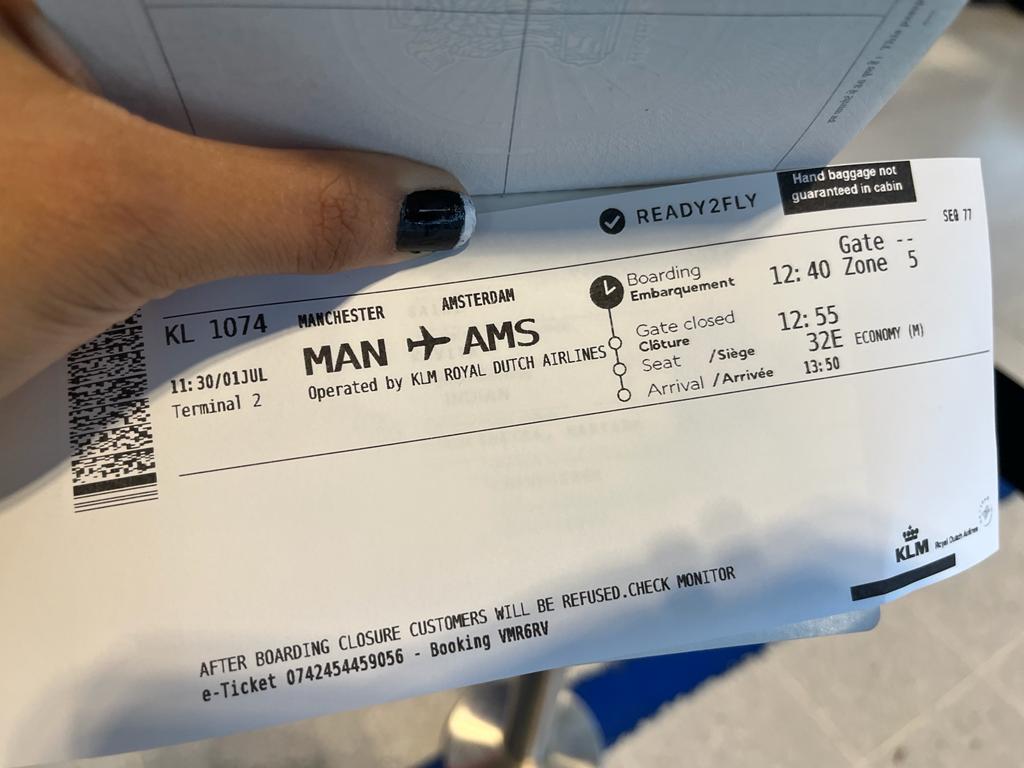 READY2FLY
Hand baggage not
guaranteed in cabin
SEQ 77
KL 1074
11:30/01JUL
Terminal 2
MANCHESTER AMSTERDAM
MAN AMS
Operated by KLM ROYAL DUTCH AIRLINES
Boarding
Embarquement
12:40
Gate --
Zone 5
Gate closed
Clôture
12:55
Seat /Siège 32E ECONOMY (M)
Arrival /Arrivée 13:50
KLM Royal Dutch Airlines
AFTER BOARDING CLOSURE CUSTOMERS WILL BE REFUSED.CHECK MONITOR
e-Ticket 0742454459056 - Booking VMR6RV